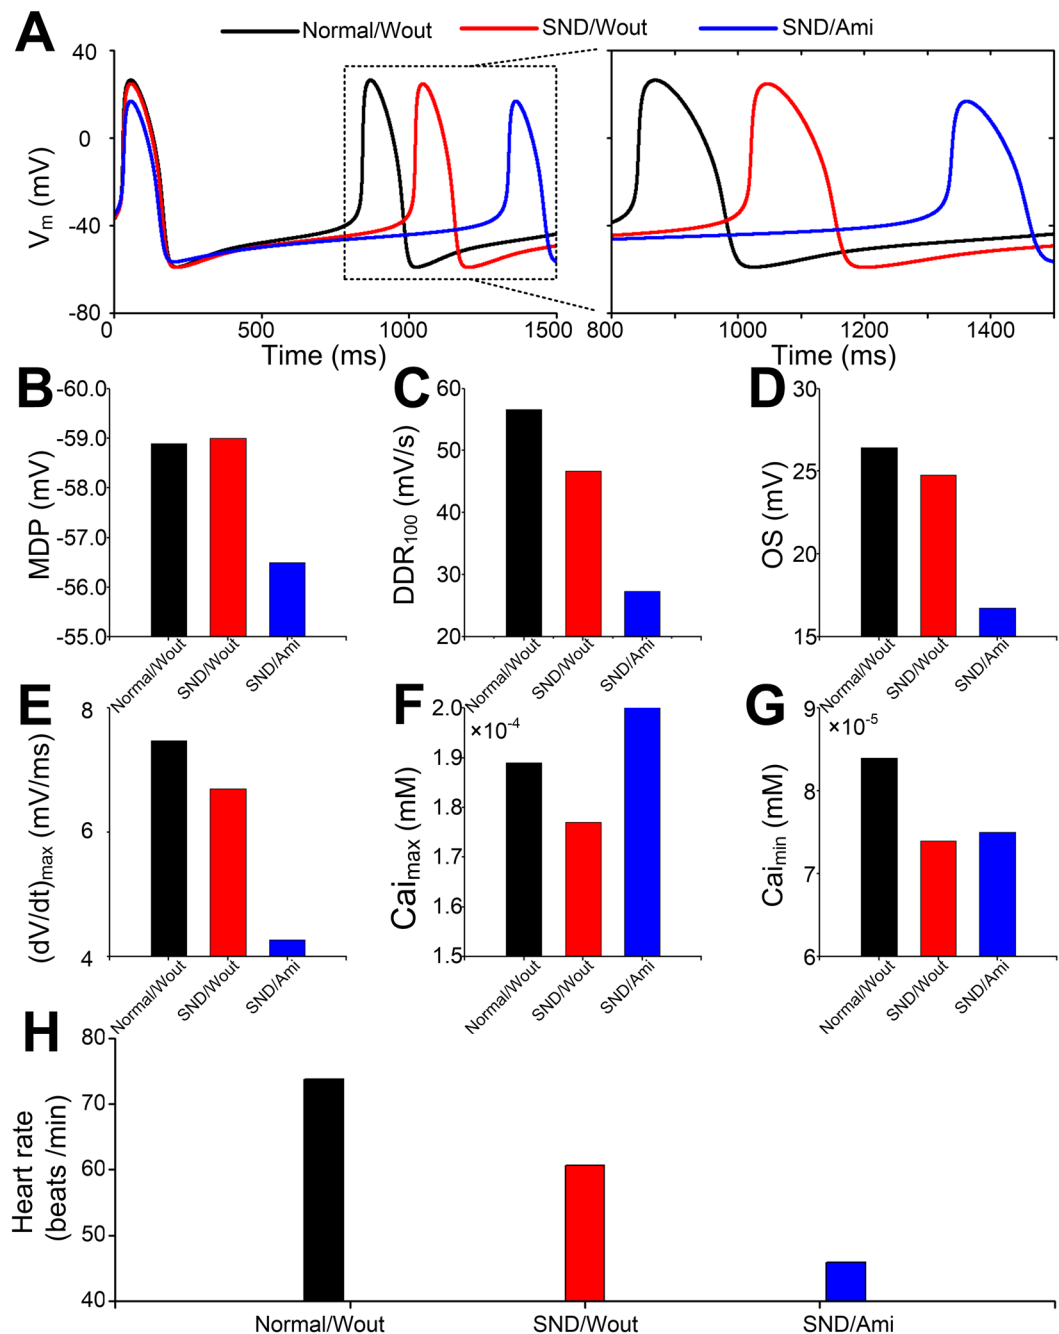 A
Normal/Wout
SND/Wout
SND/Ami
40
0
-40
-80
Vm (mV)
0
500
1000
1500
Time (ms)
800
1000
1200
1400
Time (ms)
B
-60.0
-59.0
-58.0
-57.0
-56.0
-55.0
MDP (mV)
Normal/Wout
SND/Wout
SND/Ami
C
60
50
40
30
20
DDR100 (mV/s)
Normal/Wout
SND/Wout
SND/Ami
D
30
25
20
15
OS (mV)
Normal/Wout
SND/Wout
SND/Ami
E
8
6
4
(dV/dt)max (mV/ms)
Normal/Wout
SND/Wout
SND/Ami
F
2.0
1.9
1.8
1.7
1.6
1.5
×10-4
Caimax (mM)
Normal/Wout
SND/Wout
SND/Ami
G
9
8
7
6
×10-5
Caimin (mM)
Normal/Wout
SND/Wout
SND/Ami
H
80
70
60
50
40
Heart rate
(beats /min)
Normal/Wout
SND/Wout
SND/Ami